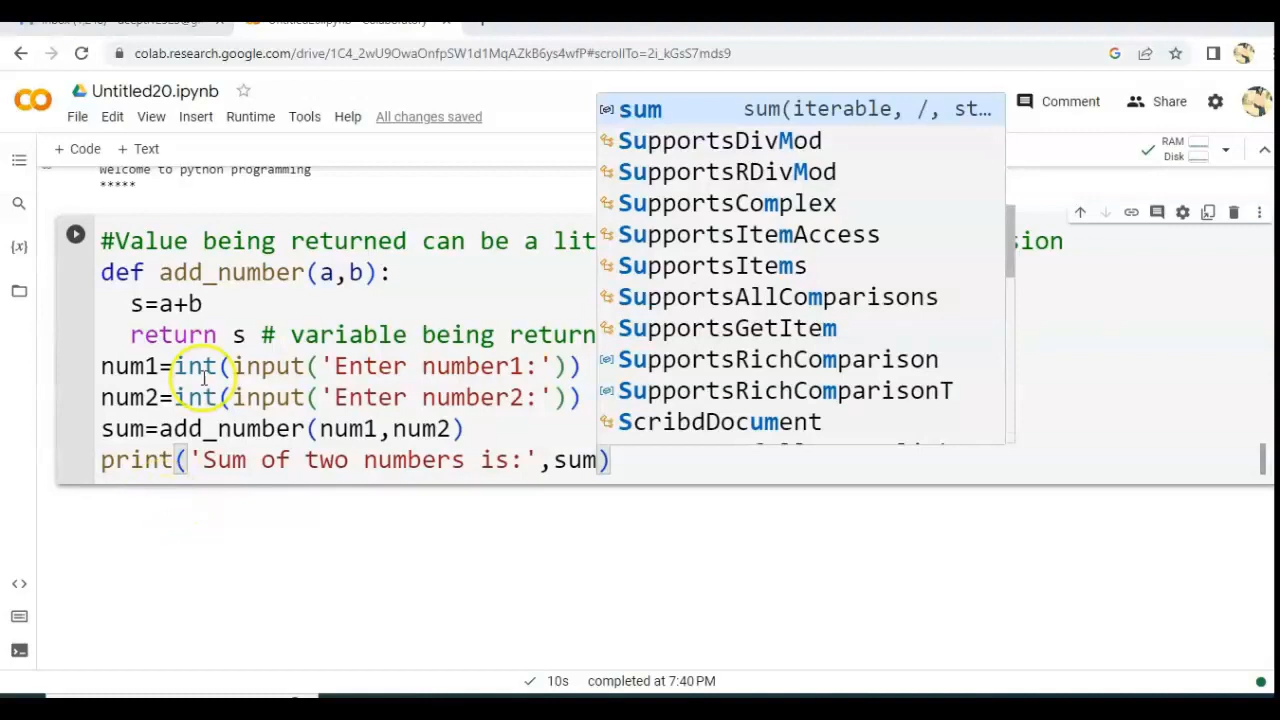 colab.research.google.com/drive/1C4_2wU9OwaOnfpSW1d1MqAZkB6ys4wfP#scrollTo=2i_kGsS7mds9
Untitled20.ipynb
File Edit View Insert Runtime Tools Help All changes saved
Comment Share
+ Code + Text
RAM
Disk
Welcome to python programming
*****
#Value being returned can be a lit sion
def add_number(a,b):
s=a+b
return s # variable being return
num1=int(input('Enter number1:'))
num2=int(input('Enter number2:'))
sum=add_number(num1,num2)
print('Sum of two numbers is:',sum)
sum sum(iterable, /, st…
SupportsDivMod
SupportsRDivMod
SupportsComplex
SupportsItemAccess
SupportsItems
SupportsAllComparisons
SupportsGetItem
SupportsRichComparison
SupportsRichComparisonT
ScribdDocument
10s completed at 7:40 PM